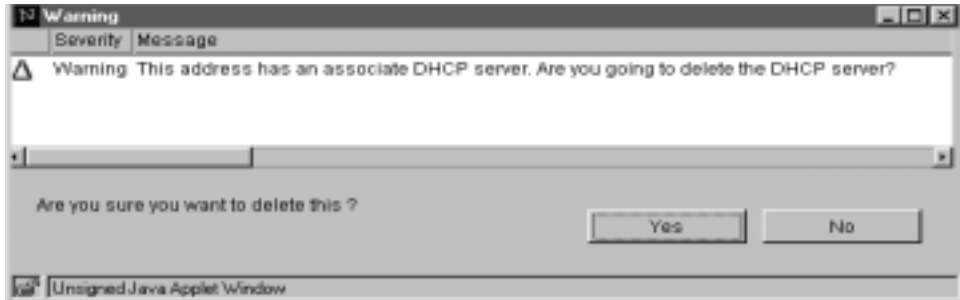 Warning
Severity Message
Warning This address has an associate DHCP server. Are you going to delete the DHCP server?
Are you sure you want to delete this ?
Yes No
Unsigned Java Applet Window